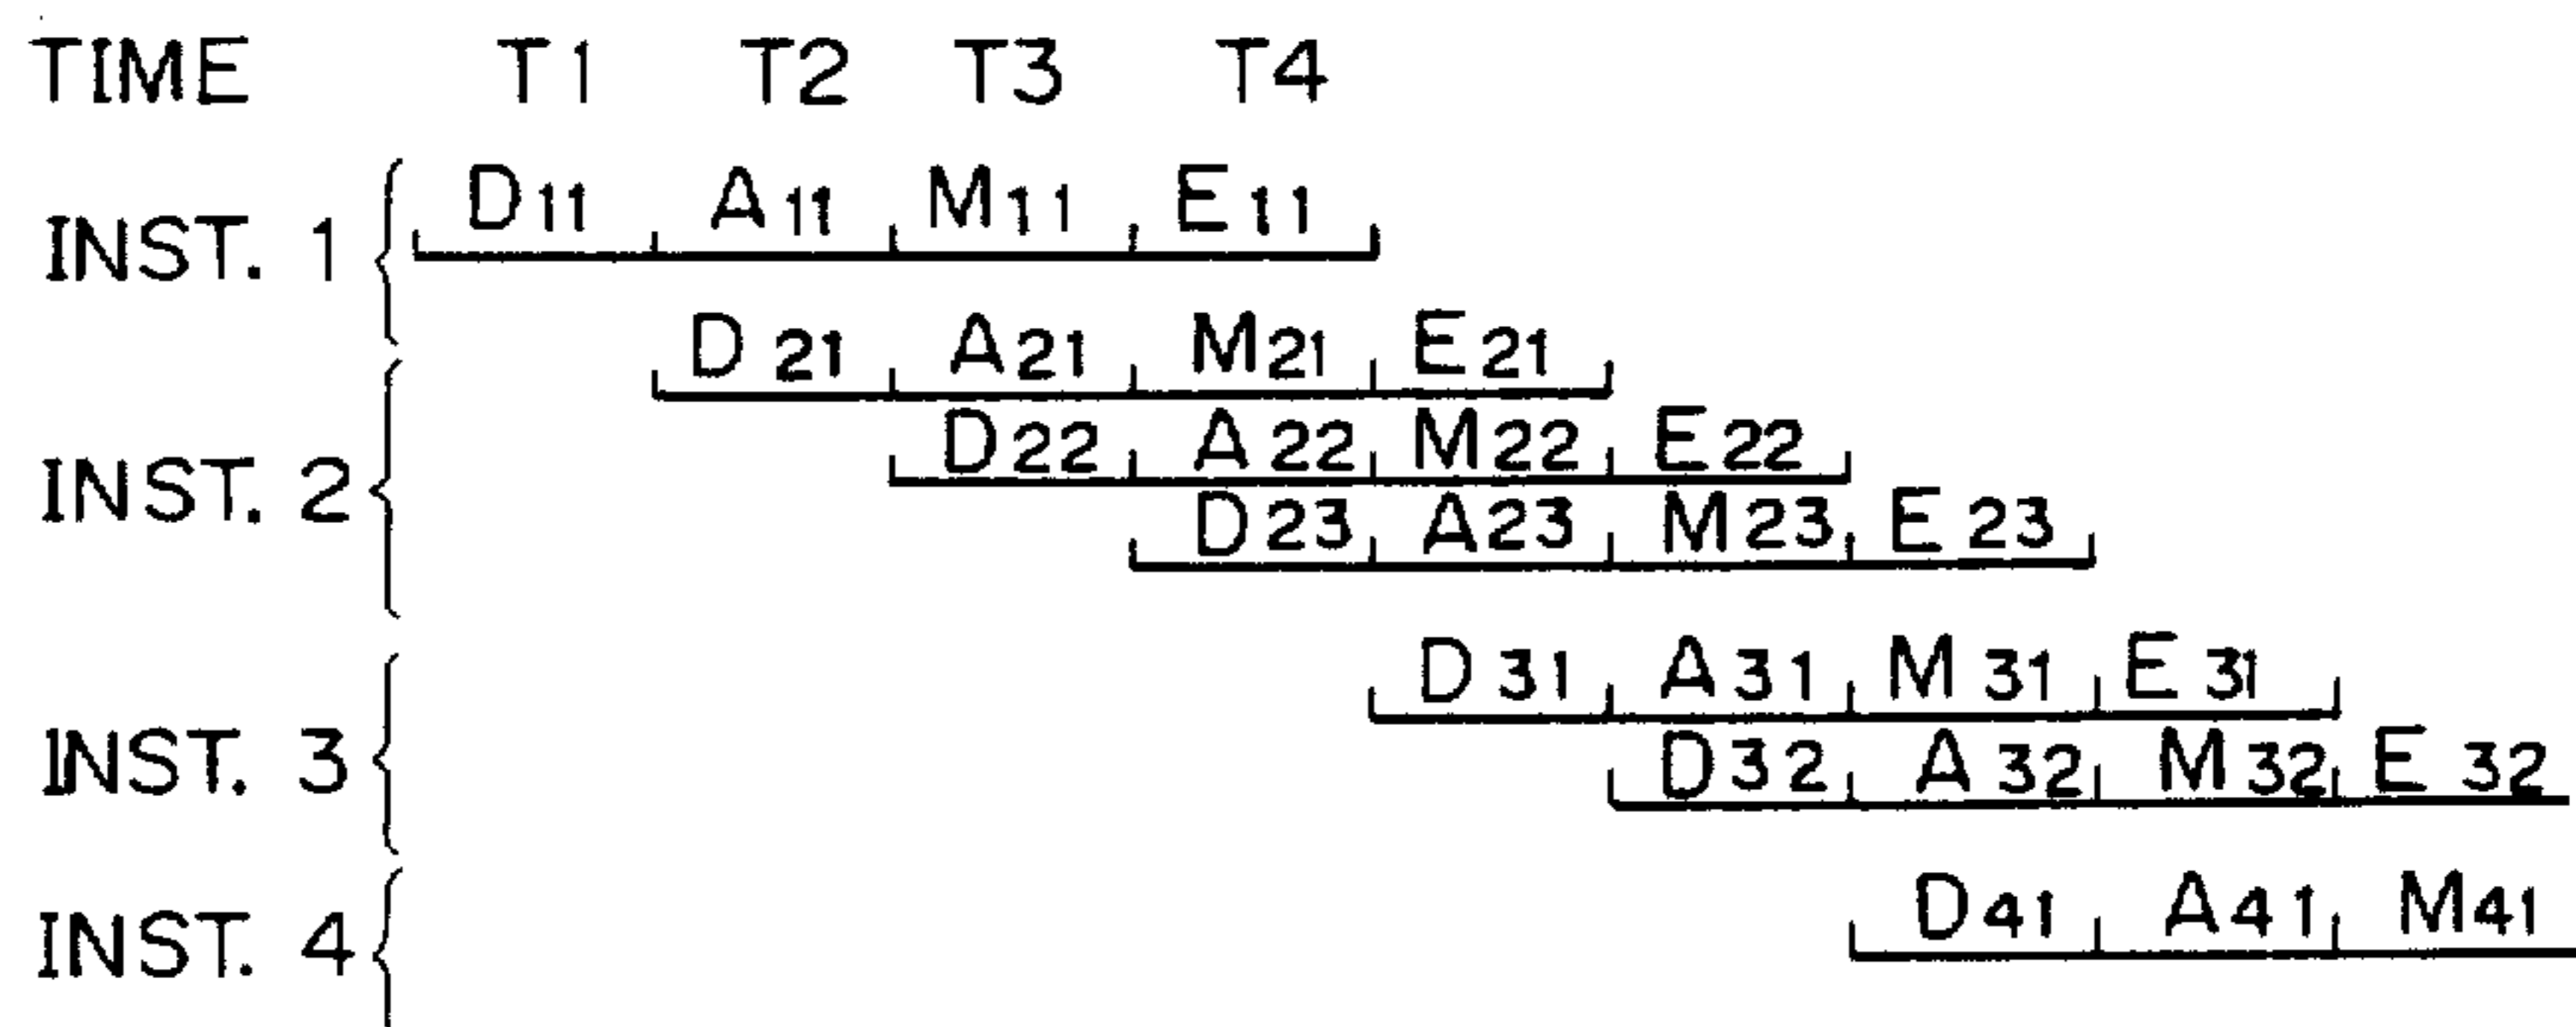 TIME T1 T2 T3 T4
INST. 1 D11 A11 M11 E11
D21 A21 M21 E21
INST. 2 D22 A22 M22 E22
D23 A23 M23 E23
D31 A31 M31 E31
INST. 3 D32 A32 M32 E32
INST. 4 D41 A41 M41